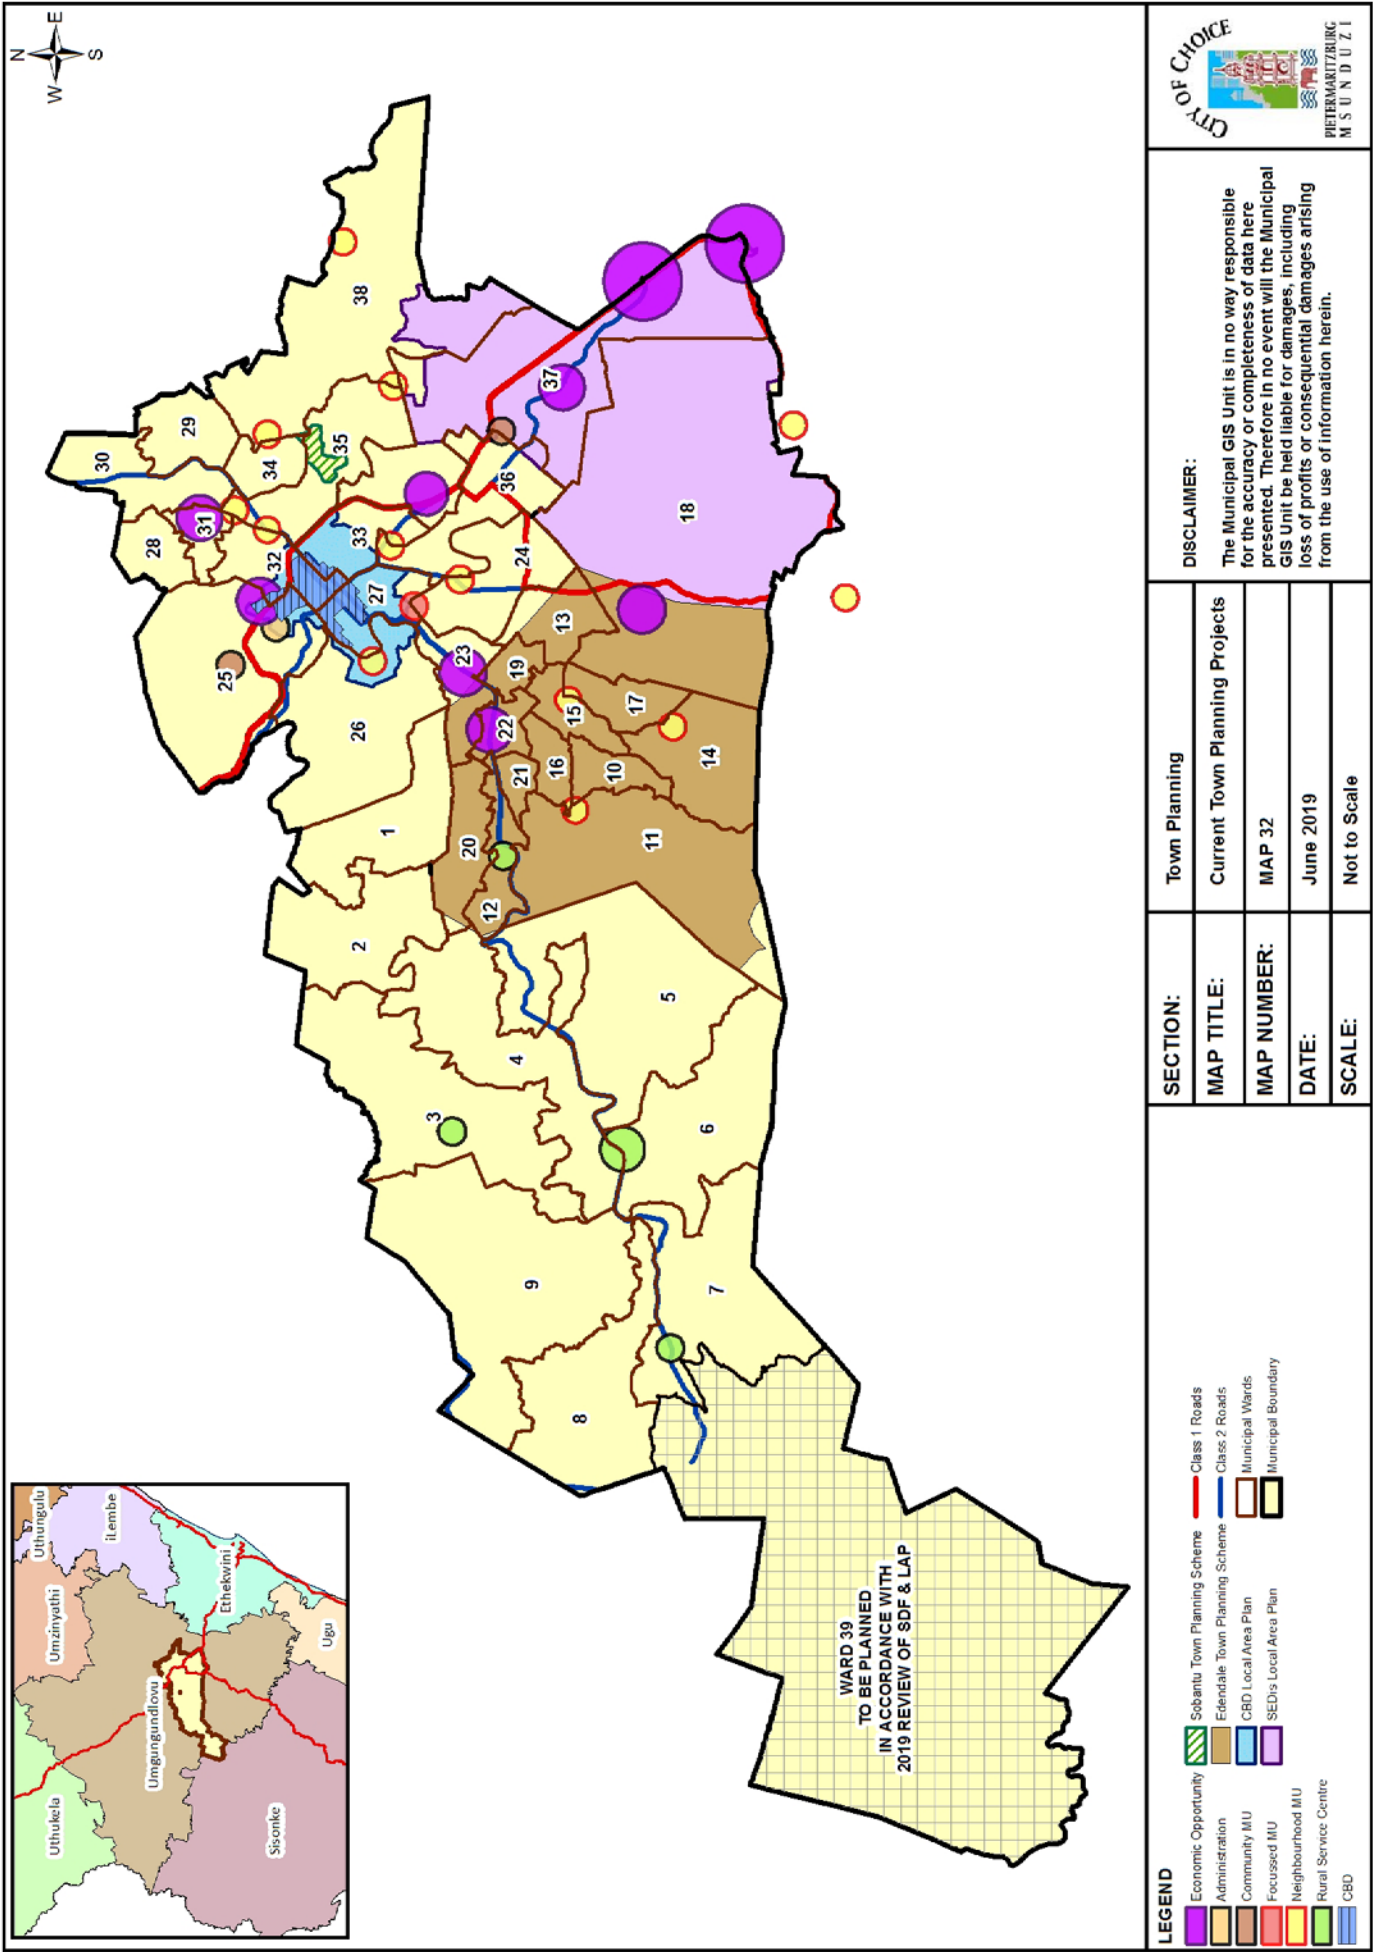 N
W
E
S
Uthukela
Umzinyathi
Uthungulu
iLembe
Umgungundlovu
Ethekwini
Ugu
Sisonke
30
29
28
31
34
35
38
32
33
25
27
26
36
37
24
23
22
18
13
19
15
17
14
16
10
21
20
11
12
1
2
3
4
5
6
7
8
9
WARD 39
TO BE PLANNED
IN ACCORDANCE WITH
2019 REVIEW OF SDF & LAP
LEGEND
Economic Opportunity
Administration
Community MU
Focussed MU
Neighbourhood MU
Rural Service Centre
CBD
Sobantu Town Planning Scheme
Edendale Town Planning Scheme
CBD Local Area Plan
SEDis Local Area Plan
Class 1 Roads
Class 2 Roads
Municipal Wards
Municipal Boundary
SECTION: Town Planning
MAP TITLE: Current Town Planning Projects
MAP NUMBER: MAP 32
DATE: June 2019
SCALE: Not to Scale
DISCLAIMER:
The Municipal GIS Unit is in no way responsible
for the accuracy or completeness of data here
presented. Therefore in no event will the Municipal
GIS Unit be held liable for damages, including
loss of profits or consequential damages arising
from the use of information herein.
CITY OF CHOICE
PIETERMARITZBURG
MSUNDUZI